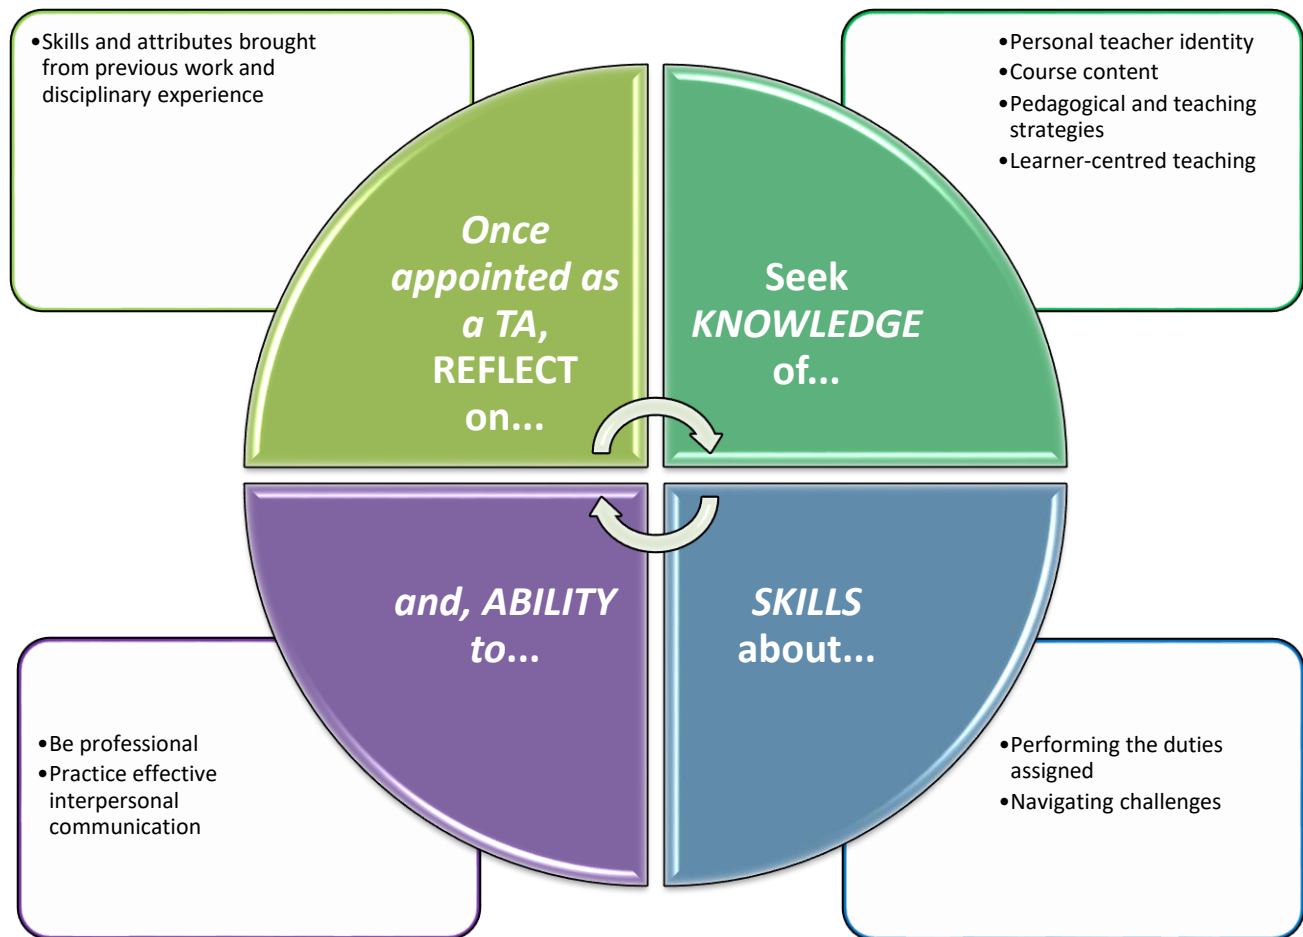 •Skills and attributes brought
from previous work and
disciplinary experience
•Personal teacher identity
•Course content
•Pedagogical and teaching
strategies
•Learner-centred teaching
Once
appointed as
a TA,
REFLECT
on...
Seek
KNOWLEDGE
of...
and, ABILITY
to...
SKILLS
about...
•Be professional
•Practice effective
interpersonal
communication
•Performing the duties
assigned
•Navigating challenges